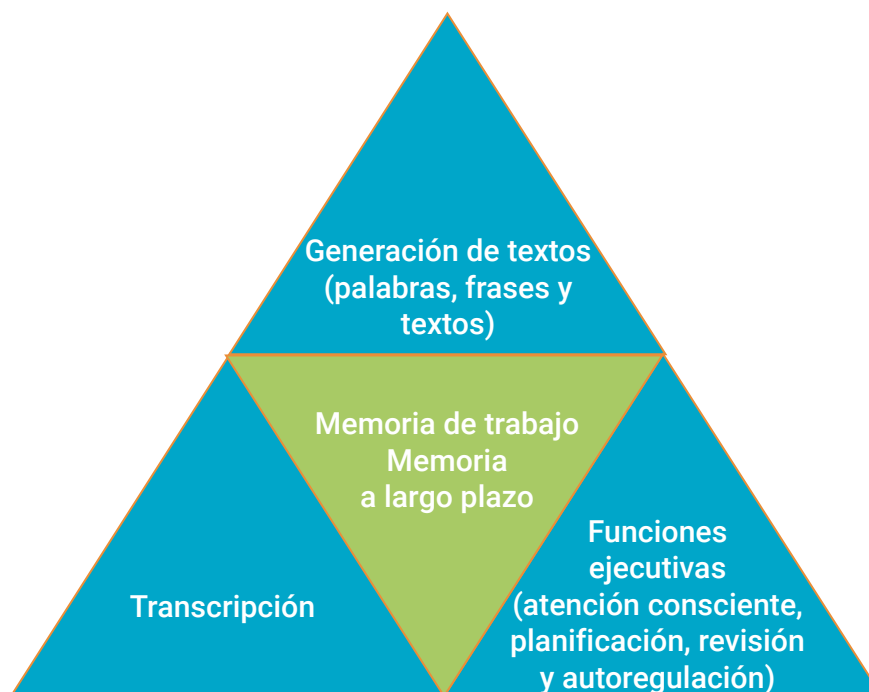 Generación de textos
(palabras, frases y
textos)
Memoria de trabajo
Memoria
a largo plazo
Transcripción
Funciones
ejecutivas
(atención consciente,
planificación, revisión
y autoregulación)